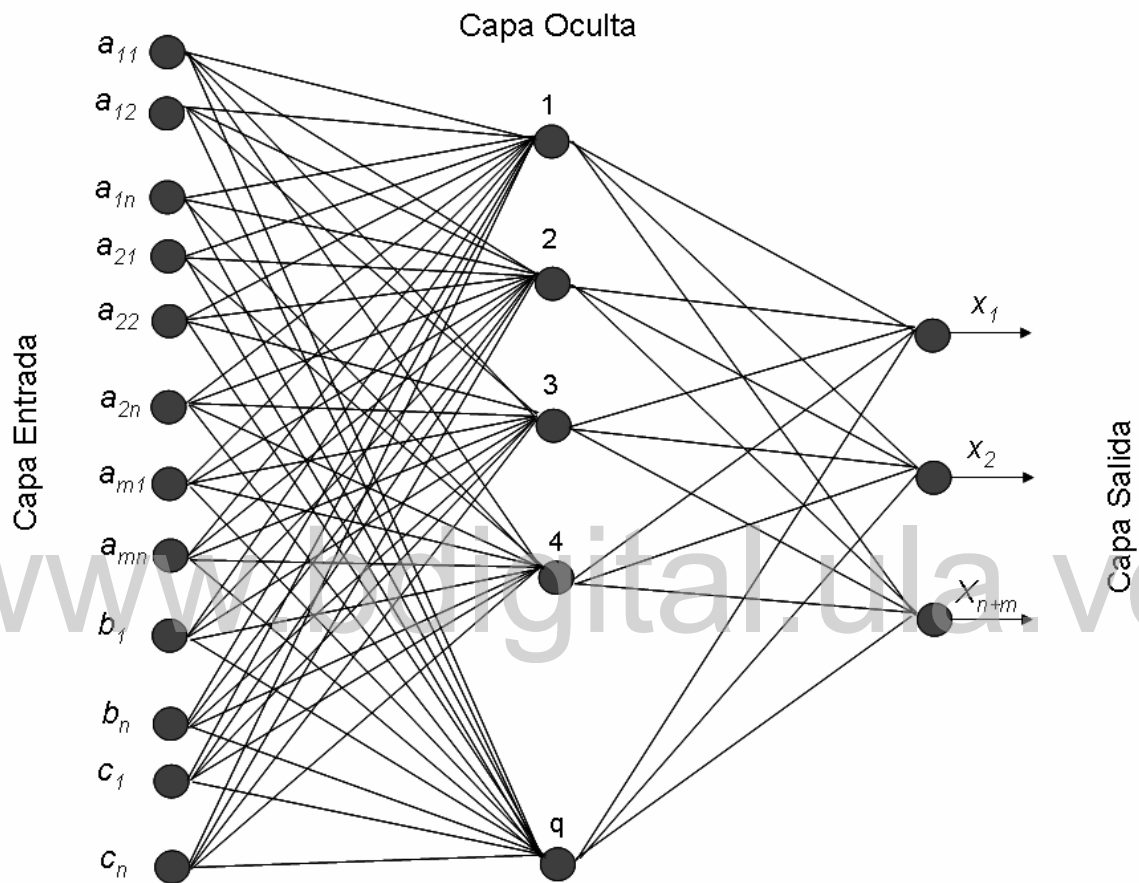 Capa Oculta
Capa Entrada
a11
a12
a1n
a21
a22
a2n
am1
amn
b1
bn
c1
cn
1
2
3
4
q
x1
x2
Xn+m
Capa Salida
www.bdigital.ula.ve